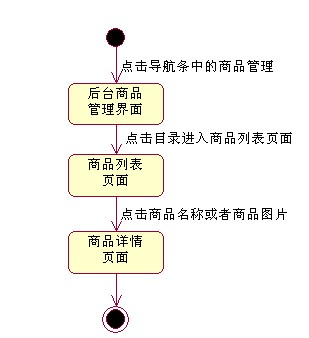 点击导航条中的商品管理
后台商品
管理界面
点击目录进入商品列表页面
商品列表
页面
点击商品名称或者商品图片
商品详情
页面